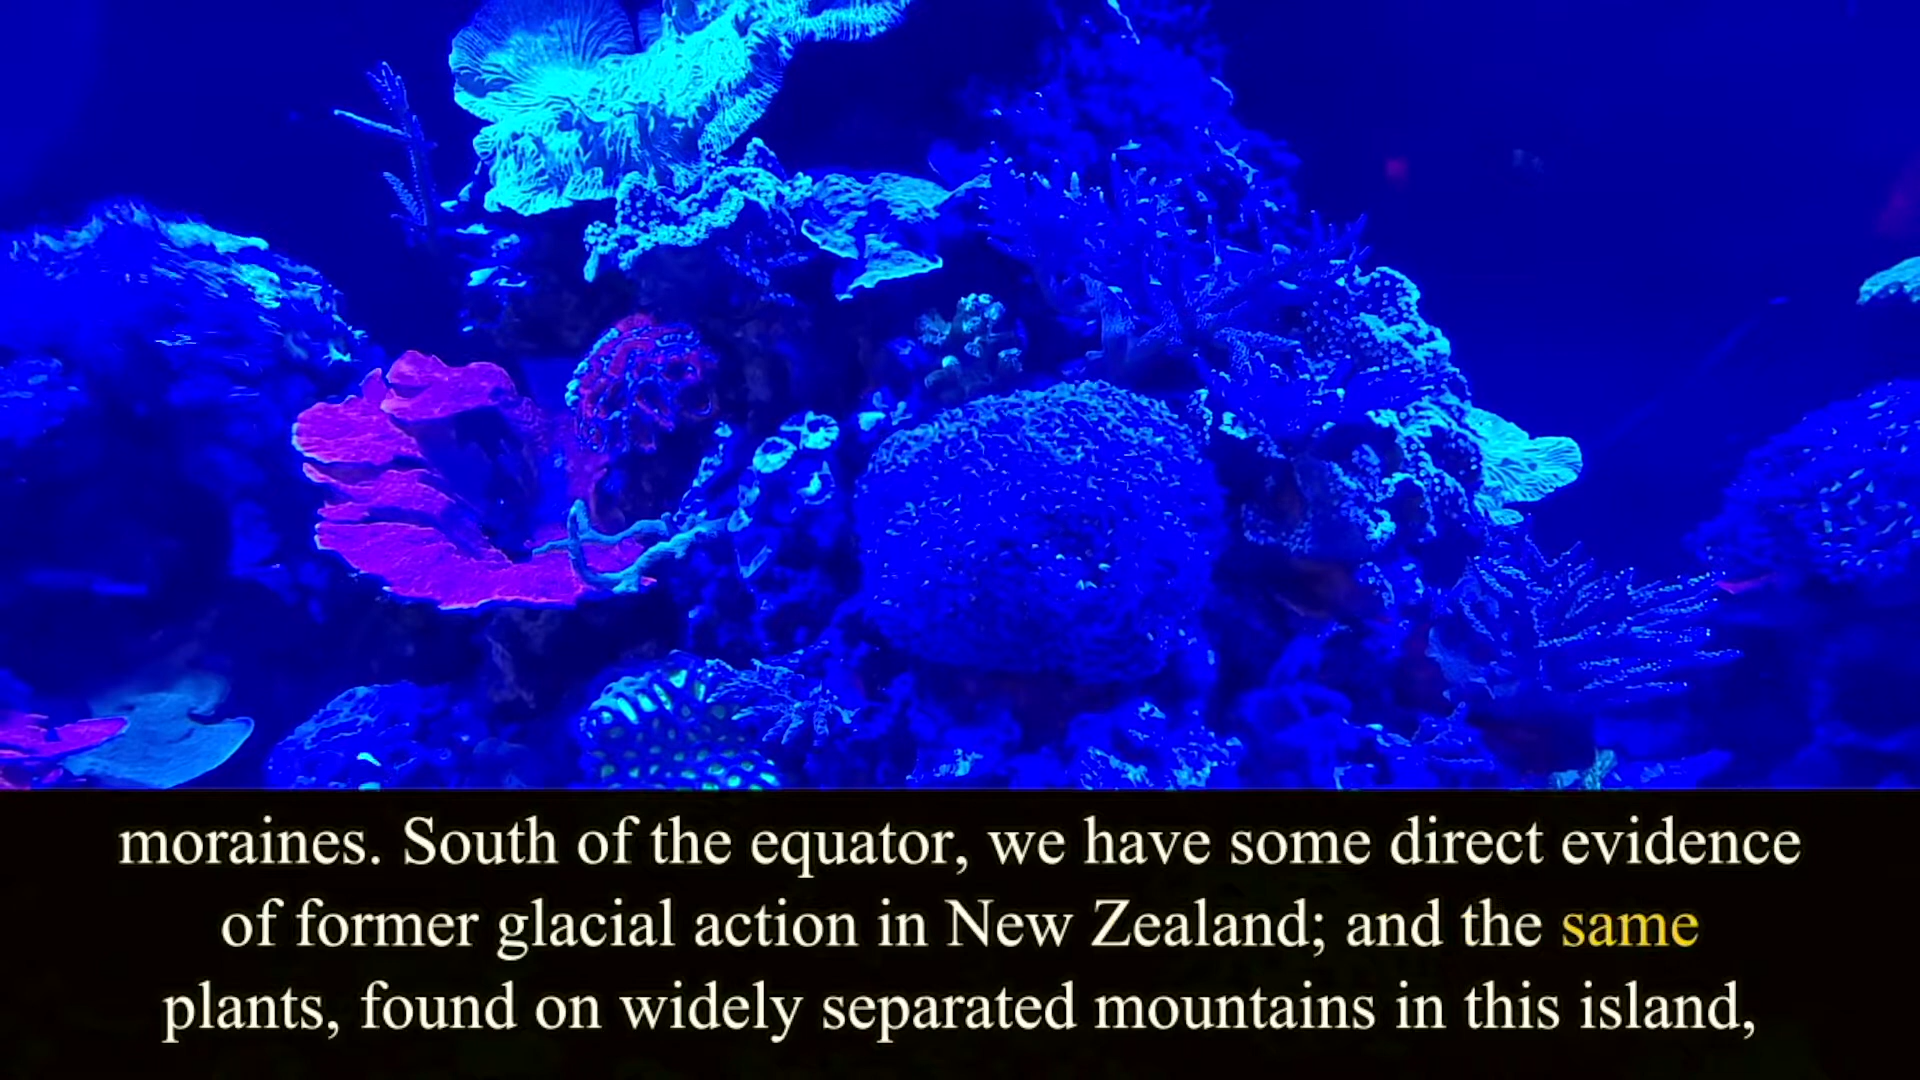 moraines. South of the equator, we have some direct evidence
of former glacial action in New Zealand; and the same
plants, found on widely separated mountains in this island,